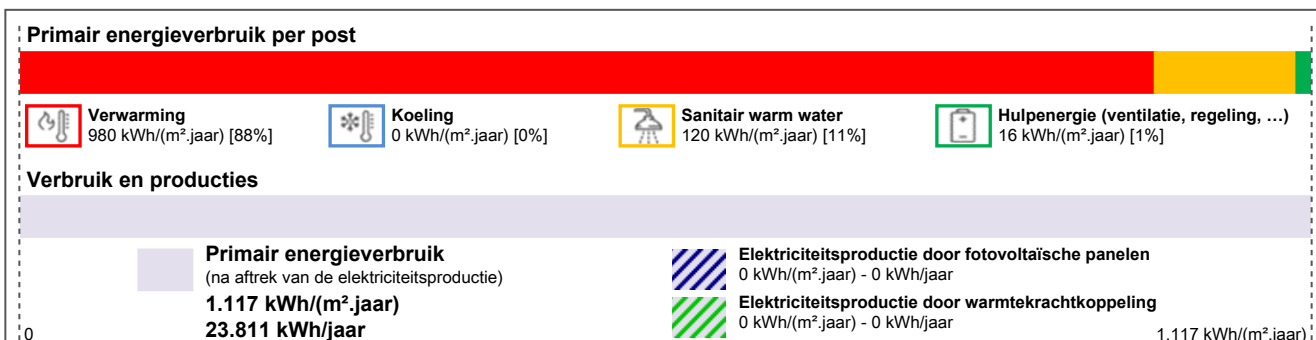 Primair energieverbruik per post
Verwarming
980 kWh/(m².jaar) [88%]
Koeling
0 kWh/(m².jaar) [0%]
Sanitair warm water
120 kWh/(m².jaar) [11%]
Hulpenergie (ventilatie, regeling, …)
16 kWh/(m².jaar) [1%]
Verbruik en producties
Primair energieverbruik
(na aftrek van de elektriciteitsproductie)
1.117 kWh/(m².jaar)
23.811 kWh/jaar
Elektriciteitsproductie door fotovoltaïsche panelen
0 kWh/(m².jaar) - 0 kWh/jaar
Elektriciteitsproductie door warmtekrachtkoppeling
0 kWh/(m².jaar) - 0 kWh/jaar
0
1.117 kWh/(m².jaar)